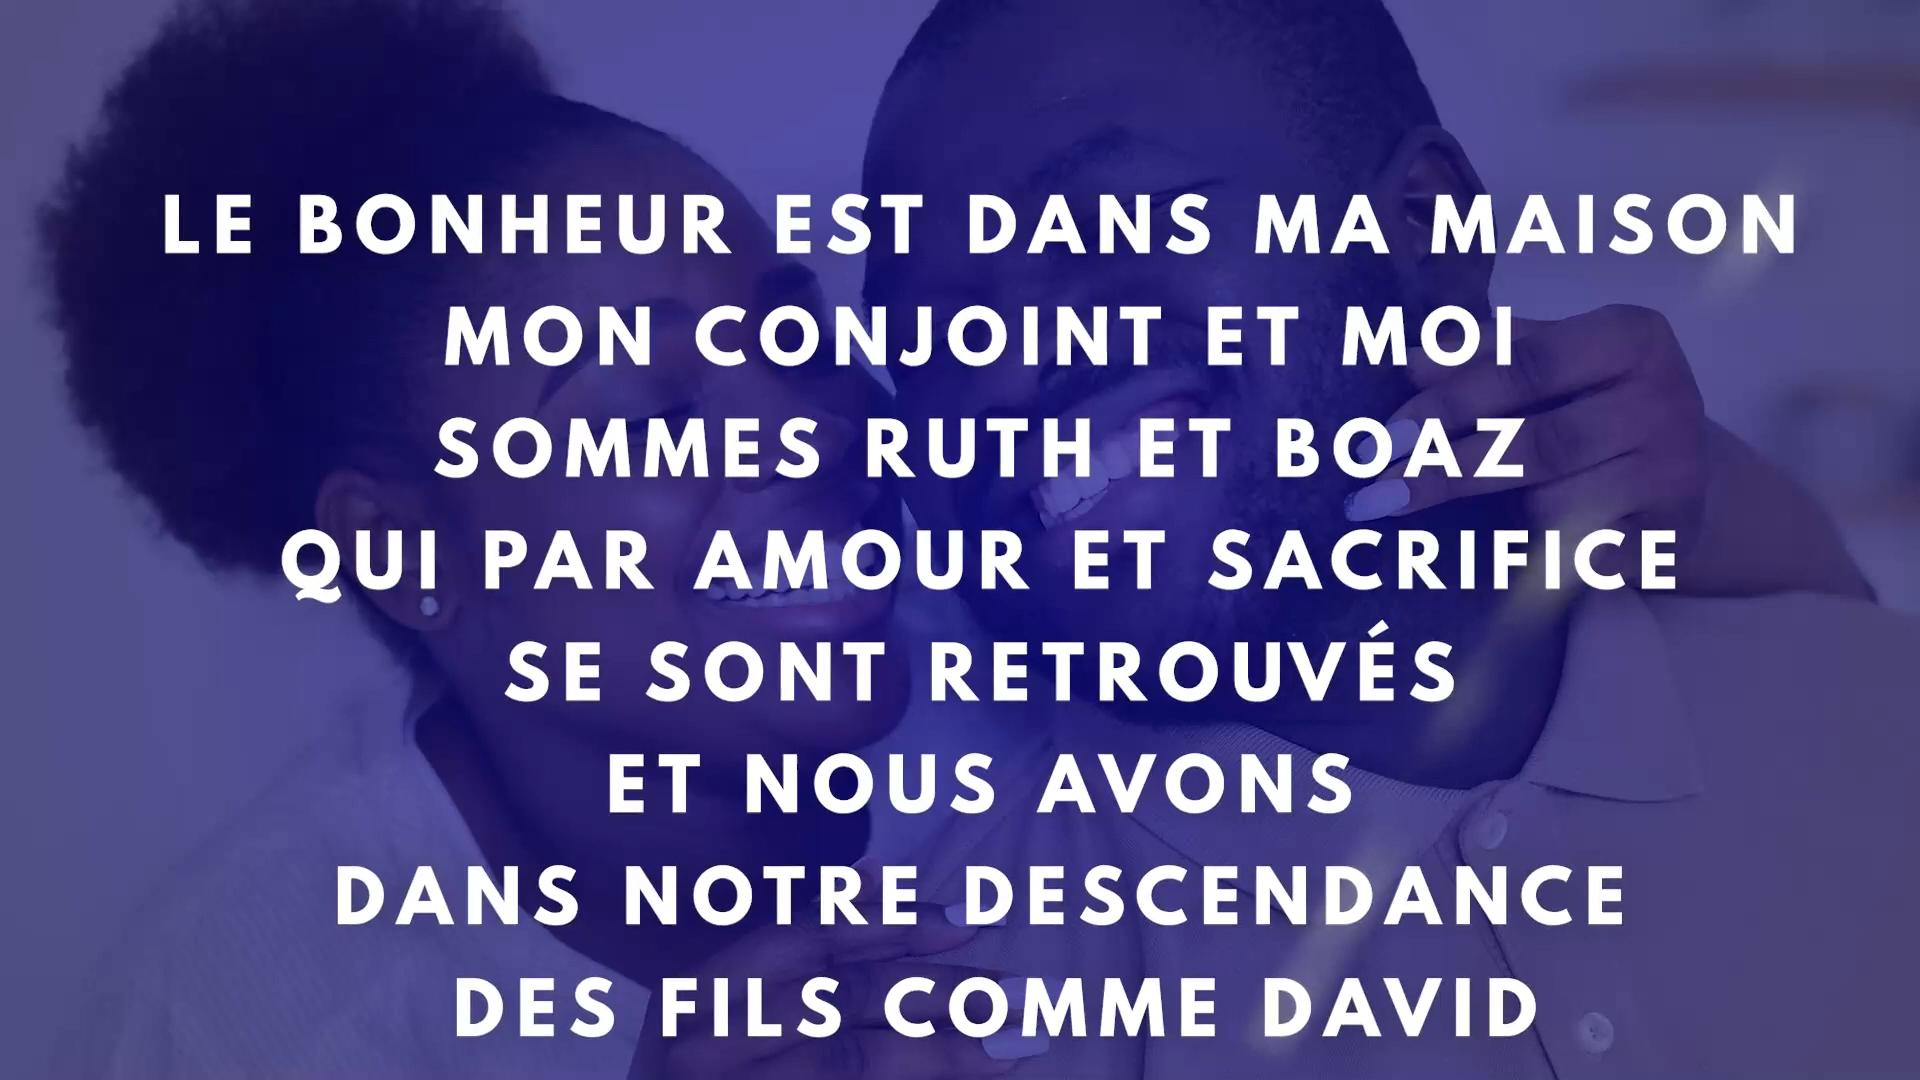 LE BONHEUR EST DANS MA MAISON
MON CONJOINT ET MOI
SOMMES RUTH ET BOAZ
QUI PAR AMOUR ET SACRIFICE
SE SONT RETROUVÉS
ET NOUS AVONS
DANS NOTRE DESCENDANCE
DES FILS COMME DAVID